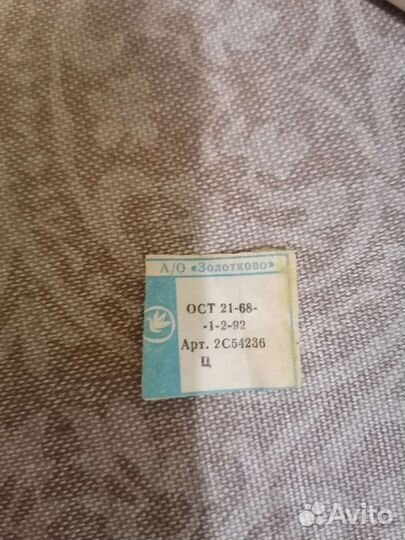 А/О «Золотково»
ОСТ 21-68-
-1-2-92
Арт. 2С54236
Ц
Avito